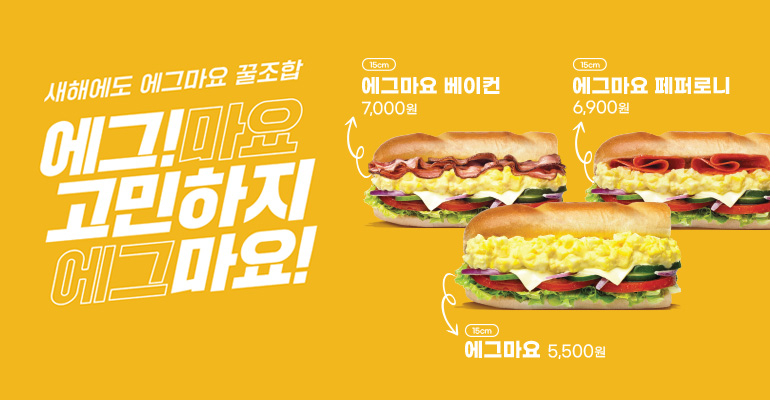 새해에도 에그마요 꿀조합
에그!마요
고민하지
에그마요!
15cm
에그마요 베이컨
7,000원
15cm
에그마요 페퍼로니
6,900원
15cm
에그마요 5,500원